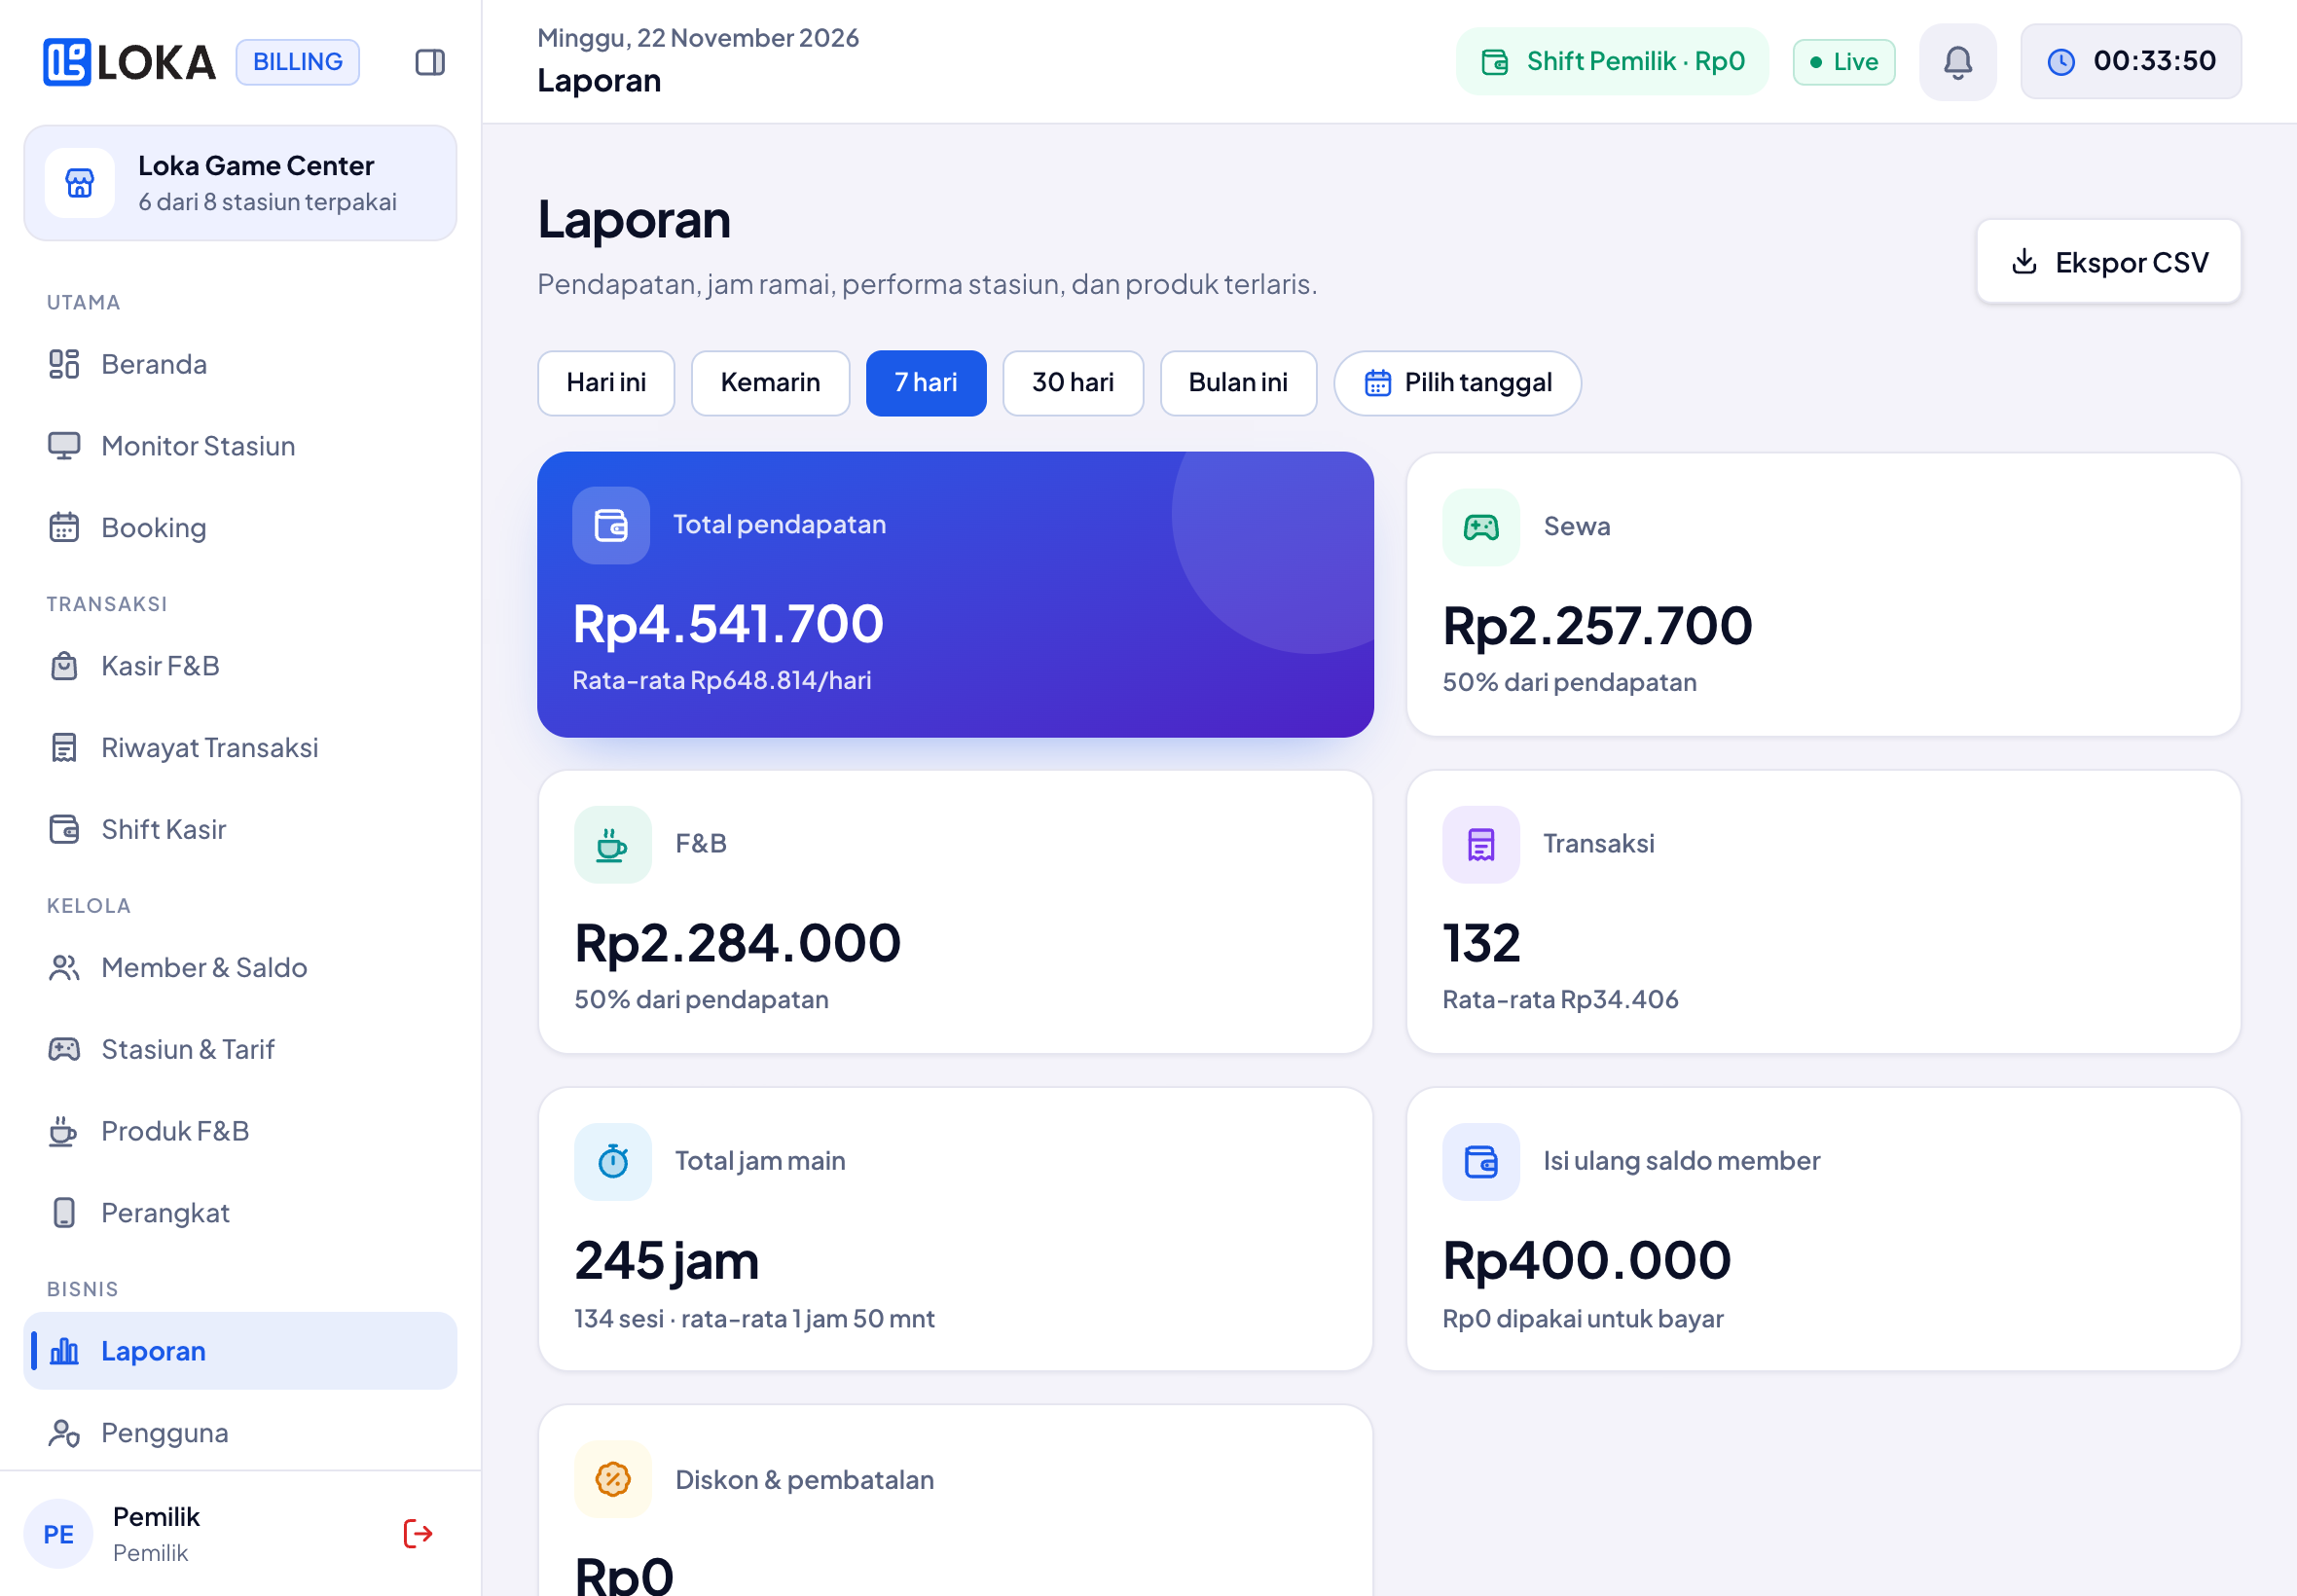 LOKA BILLING
Loka Game Center
6 dari 8 stasiun terpakai
UTAMA
Beranda
Monitor Stasiun
Booking
TRANSAKSI
Kasir F&B
Riwayat Transaksi
Shift Kasir
KELOLA
Member & Saldo
Stasiun & Tarif
Produk F&B
Perangkat
BISNIS
Laporan
Pengguna
PE
Pemilik
Pemilik
Minggu, 22 November 2026
Laporan
Shift Pemilik · Rp0
Live
00:33:50
Laporan
Pendapatan, jam ramai, performa stasiun, dan produk terlaris.
Ekspor CSV
Hari ini
Kemarin
7 hari
30 hari
Bulan ini
Pilih tanggal
Total pendapatan
Rp4.541.700
Rata-rata Rp648.814/hari
Sewa
Rp2.257.700
50% dari pendapatan
F&B
Rp2.284.000
50% dari pendapatan
Transaksi
132
Rata-rata Rp34.406
Total jam main
245 jam
134 sesi · rata-rata 1 jam 50 mnt
Isi ulang saldo member
Rp400.000
Rp0 dipakai untuk bayar
Diskon & pembatalan
Rp0